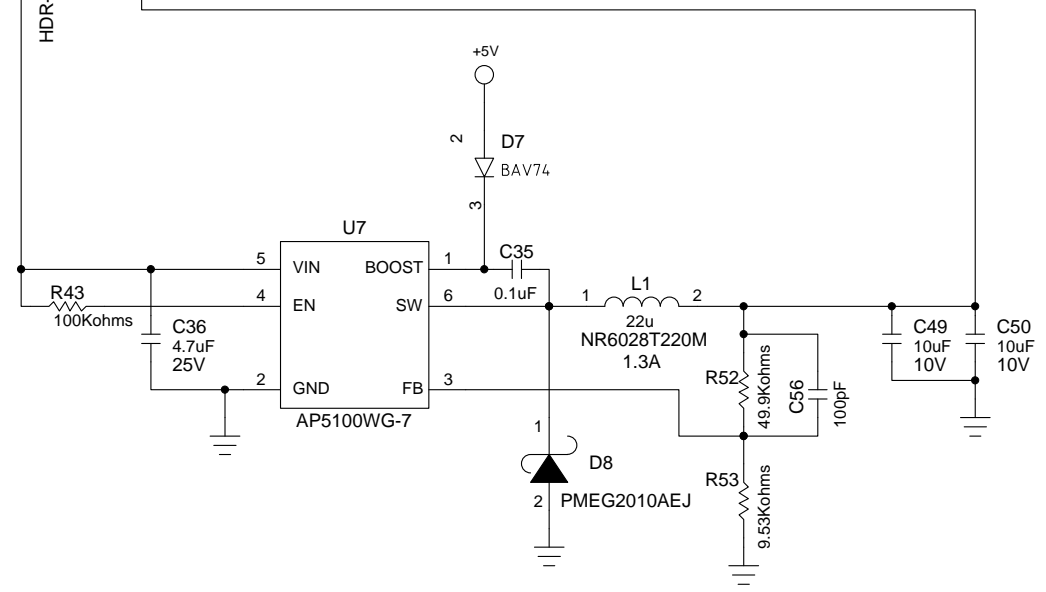 HDR-
+5V
2
D7
BAV74
3
U7
5
VIN
BOOST
1
C35
0.1uF
R43
100Kohms
4
EN
SW
6
1
L1
2
22u
NR6028T220M
1.3A
C36
4.7uF
25V
C49
10uF
10V
C50
10uF
10V
2
GND
FB
3
AP5100WG-7
R52
49.9Kohms
C56
100pF
1
D8
2
PMEG2010AEJ
R53
9.53Kohms